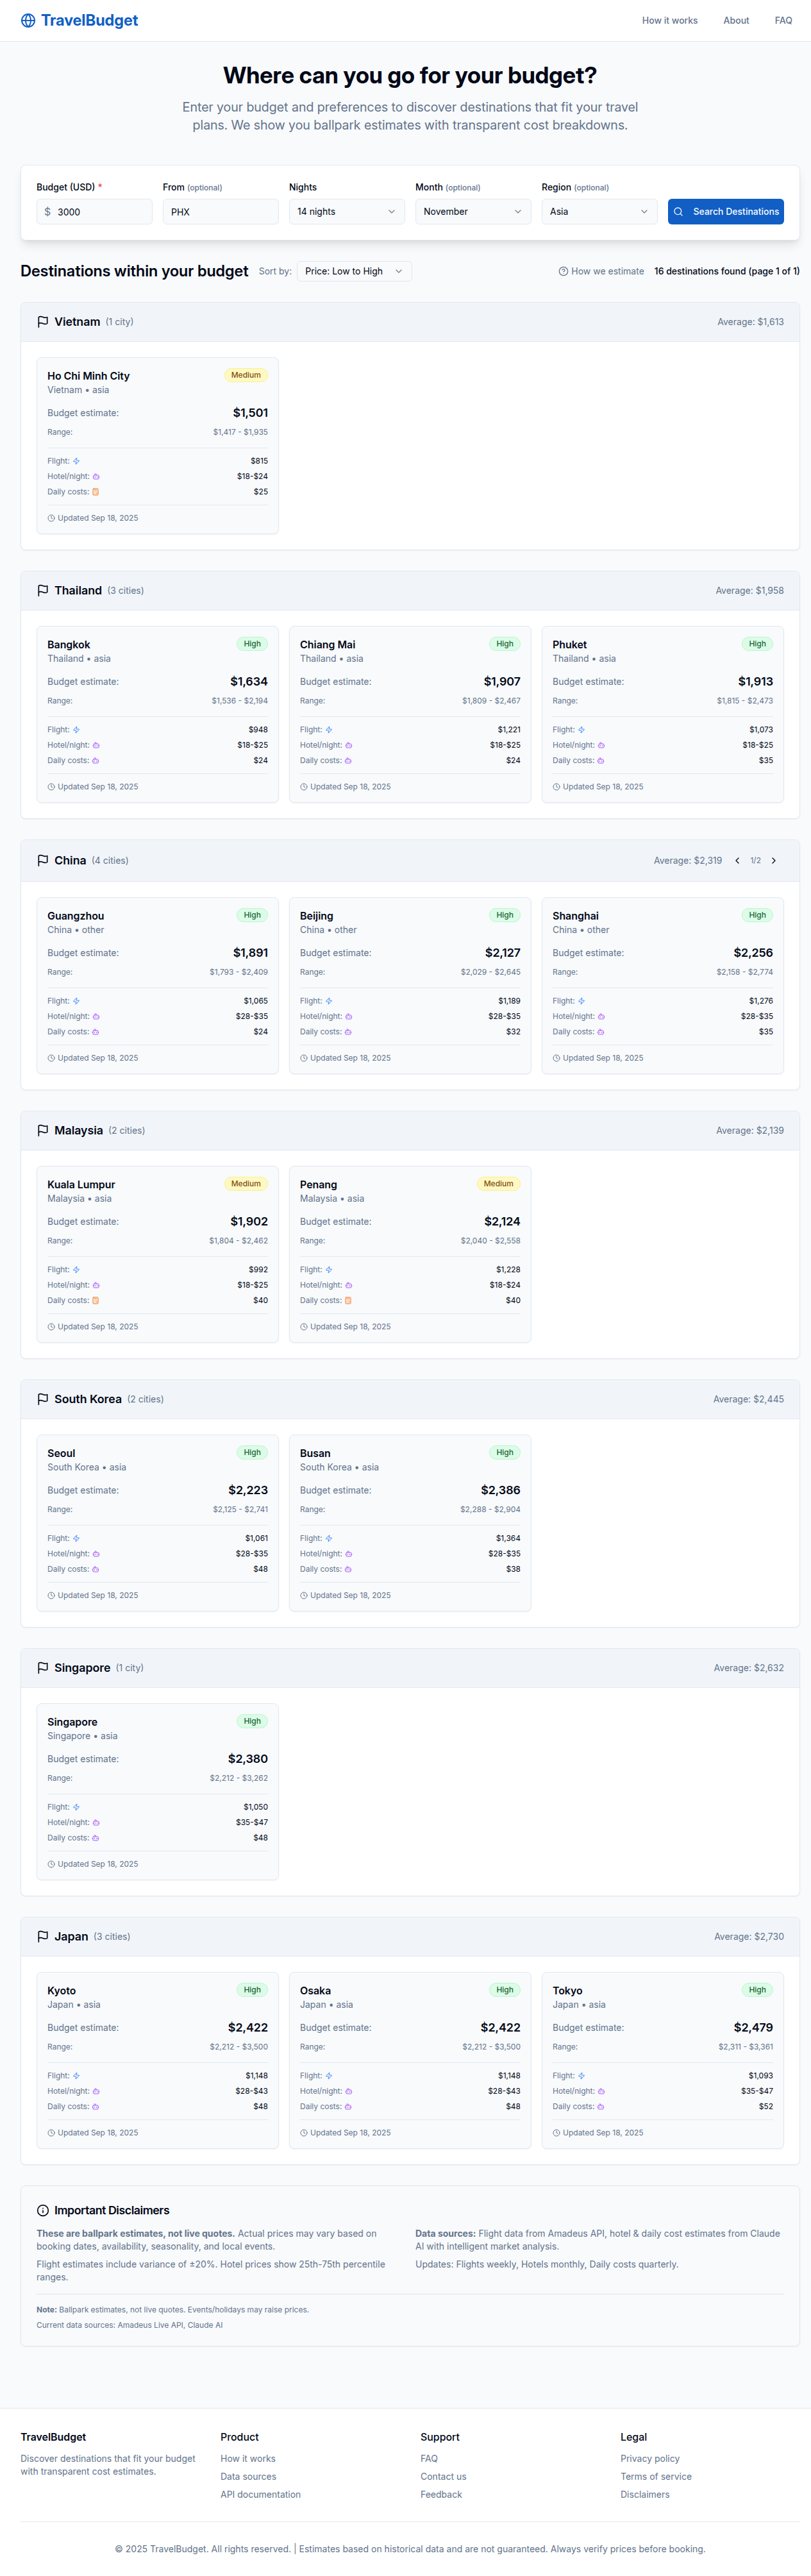 TravelBudget
How it works
About
FAQ
Where can you go for your budget?
Enter your budget and preferences to discover destinations that fit your travel
plans. We show you ballpark estimates with transparent cost breakdowns.
Budget (USD) *
From (optional)
Nights
Month (optional)
Region (optional)
$ 3000
PHX
14 nights
November
Asia
Search Destinations
Destinations within your budget
Sort by:
Price: Low to High
How we estimate
16 destinations found (page 1 of 1)
Vietnam (1 city)
Average: $1,613
Ho Chi Minh City
Medium
Vietnam • asia
Budget estimate: $1,501
Range: $1,417 - $1,935
Flight: $815
Hotel/night: $18-$24
Daily costs: $25
Updated Sep 18, 2025
Thailand (3 cities)
Average: $1,958
Bangkok
High
Thailand • asia
Budget estimate: $1,634
Range: $1,536 - $2,194
Flight: $948
Hotel/night: $18-$25
Daily costs: $24
Updated Sep 18, 2025
Chiang Mai
High
Thailand • asia
Budget estimate: $1,907
Range: $1,809 - $2,467
Flight: $1,221
Hotel/night: $18-$25
Daily costs: $24
Updated Sep 18, 2025
Phuket
High
Thailand • asia
Budget estimate: $1,913
Range: $1,815 - $2,473
Flight: $1,073
Hotel/night: $18-$25
Daily costs: $35
Updated Sep 18, 2025
China (4 cities)
Average: $2,319
1/2
Guangzhou
High
China • other
Budget estimate: $1,891
Range: $1,793 - $2,409
Flight: $1,065
Hotel/night: $28-$35
Daily costs: $24
Updated Sep 18, 2025
Beijing
High
China • other
Budget estimate: $2,127
Range: $2,029 - $2,645
Flight: $1,189
Hotel/night: $28-$35
Daily costs: $32
Updated Sep 18, 2025
Shanghai
High
China • other
Budget estimate: $2,256
Range: $2,158 - $2,774
Flight: $1,276
Hotel/night: $28-$35
Daily costs: $35
Updated Sep 18, 2025
Malaysia (2 cities)
Average: $2,139
Kuala Lumpur
Medium
Malaysia • asia
Budget estimate: $1,902
Range: $1,804 - $2,462
Flight: $992
Hotel/night: $18-$25
Daily costs: $40
Updated Sep 18, 2025
Penang
Medium
Malaysia • asia
Budget estimate: $2,124
Range: $2,040 - $2,558
Flight: $1,228
Hotel/night: $18-$24
Daily costs: $40
Updated Sep 18, 2025
South Korea (2 cities)
Average: $2,445
Seoul
High
South Korea • asia
Budget estimate: $2,223
Range: $2,125 - $2,741
Flight: $1,061
Hotel/night: $28-$35
Daily costs: $48
Updated Sep 18, 2025
Busan
High
South Korea • asia
Budget estimate: $2,386
Range: $2,288 - $2,904
Flight: $1,364
Hotel/night: $28-$35
Daily costs: $38
Updated Sep 18, 2025
Singapore (1 city)
Average: $2,632
Singapore
High
Singapore • asia
Budget estimate: $2,380
Range: $2,212 - $3,262
Flight: $1,050
Hotel/night: $35-$47
Daily costs: $48
Updated Sep 18, 2025
Japan (3 cities)
Average: $2,730
Kyoto
High
Japan • asia
Budget estimate: $2,422
Range: $2,212 - $3,500
Flight: $1,148
Hotel/night: $28-$43
Daily costs: $48
Updated Sep 18, 2025
Osaka
High
Japan • asia
Budget estimate: $2,422
Range: $2,212 - $3,500
Flight: $1,148
Hotel/night: $28-$43
Daily costs: $48
Updated Sep 18, 2025
Tokyo
High
Japan • asia
Budget estimate: $2,479
Range: $2,311 - $3,361
Flight: $1,093
Hotel/night: $35-$47
Daily costs: $52
Updated Sep 18, 2025
Important Disclaimers
These are ballpark estimates, not live quotes. Actual prices may vary based on
booking dates, availability, seasonality, and local events.
Flight estimates include variance of ±20%. Hotel prices show 25th-75th percentile
ranges.
Data sources: Flight data from Amadeus API, hotel & daily cost estimates from Claude
AI with intelligent market analysis.
Updates: Flights weekly, Hotels monthly, Daily costs quarterly.
Note: Ballpark estimates, not live quotes. Events/holidays may raise prices.
Current data sources: Amadeus Live API, Claude AI
TravelBudget
Discover destinations that fit your budget
with transparent cost estimates.
Product
How it works
Data sources
API documentation
Support
FAQ
Contact us
Feedback
Legal
Privacy policy
Terms of service
Disclaimers
© 2025 TravelBudget. All rights reserved. | Estimates based on historical data and are not guaranteed. Always verify prices before booking.